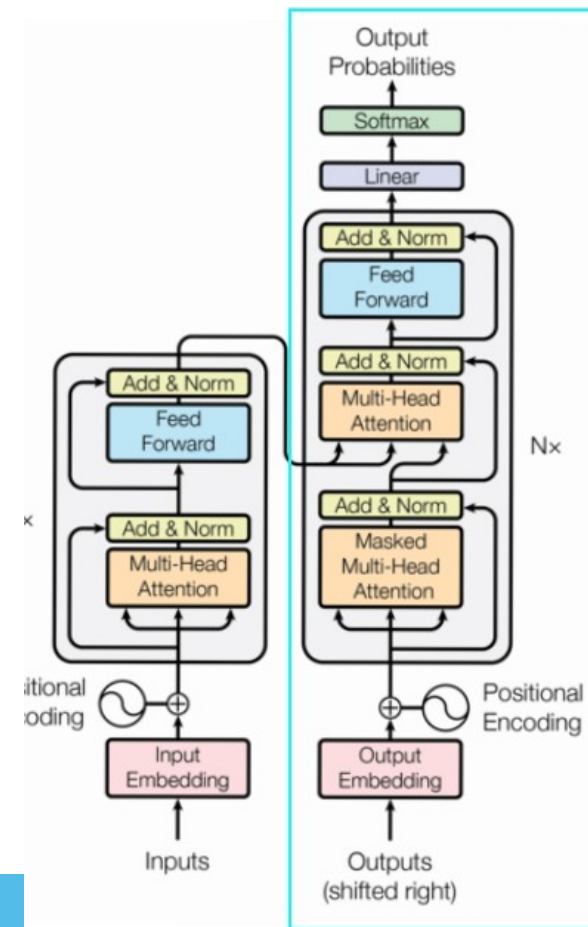 Output
Probabilities
Softmax
Linear
Add & Norm
Feed
Forward
Add & Norm
Multi-Head
Attention
Nx
Add & Norm
Masked
Multi-Head
Attention
Positional
Encoding
Output
Embedding
Outputs
(shifted right)
Add & Norm
Feed
Forward
x
Add & Norm
Multi-Head
Attention
sitional
coding
Input
Embedding
Inputs